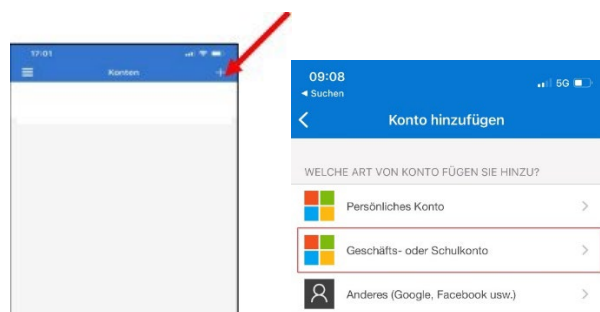 17:01
Konten
09:08
Suchen
5G
Konto hinzufügen
WELCHE ART VON KONTO FÜGEN SIE HINZU?
Persönliches Konto
Geschäfts- oder Schulkonto
Anderes (Google, Facebook usw.)